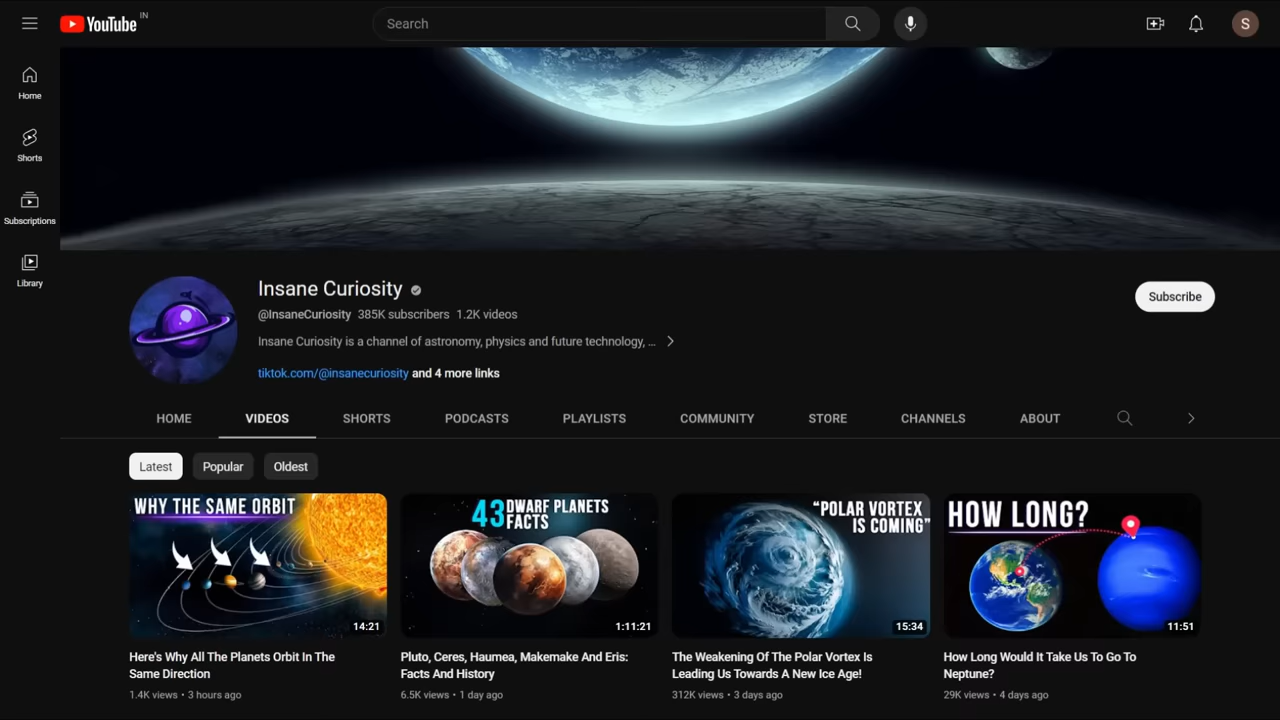 YouTube IN
Search
S
Home
Shorts
Subscriptions
Library
Insane Curiosity
@InsaneCuriosity 385K subscribers 1.2K videos
Insane Curiosity is a channel of astronomy, physics and future technology, ...
tiktok.com/@insanecuriosity and 4 more links
Subscribe
HOME VIDEOS SHORTS PODCASTS PLAYLISTS COMMUNITY STORE CHANNELS ABOUT
Latest Popular Oldest
WHY THE SAME ORBIT
14:21
Here's Why All The Planets Orbit In The
Same Direction
1.4K views • 3 hours ago
43 DWARF PLANETS
FACTS
1:11:21
Pluto, Ceres, Haumea, Makemake And Eris:
Facts And History
6.5K views • 1 day ago
“POLAR VORTEX
IS COMING”
15:34
The Weakening Of The Polar Vortex Is
Leading Us Towards A New Ice Age!
312K views • 3 days ago
HOW LONG?
11:51
How Long Would It Take Us To Go To
Neptune?
29K views • 4 days ago